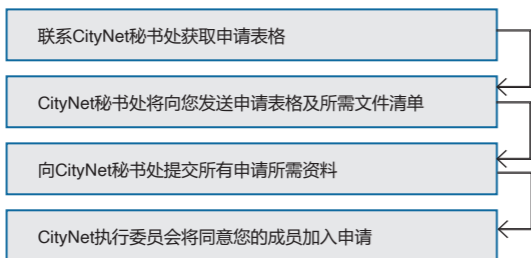 联系CityNet秘书处获取申请表格
CityNet秘书处将向您发送申请表格及所需文件清单
向CityNet秘书处提交所有申请所需资料
CityNet执行委员会将同意您的成员加入申请